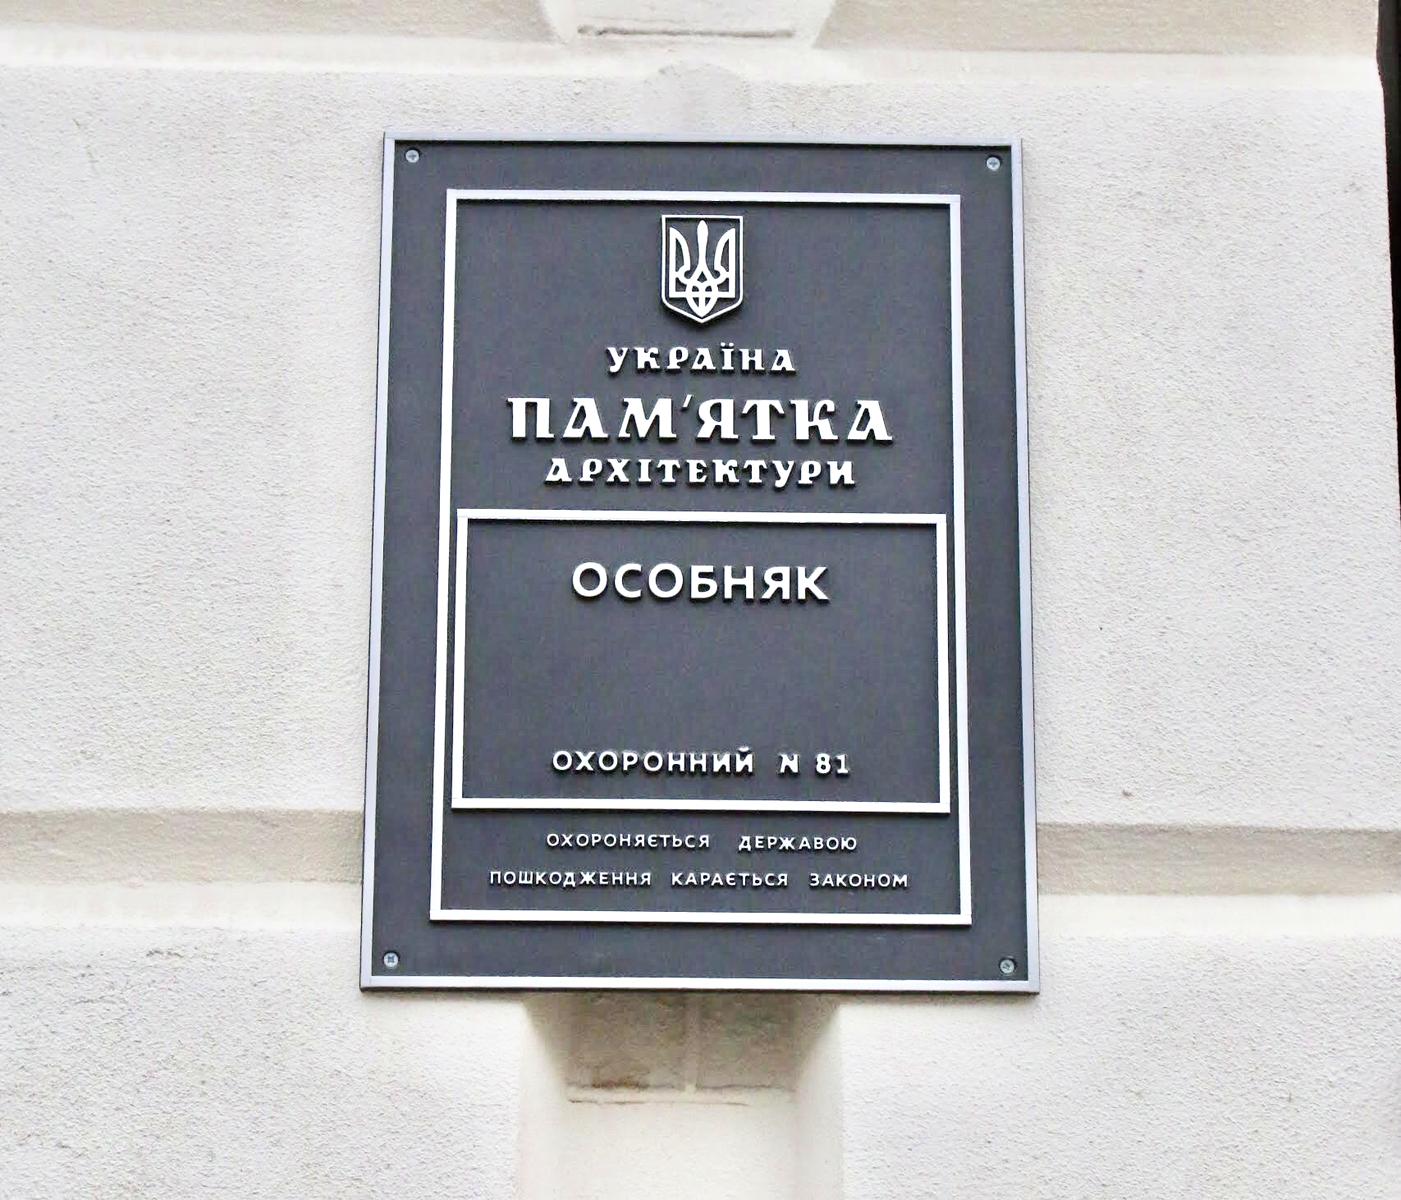 УКРАЇНА
ПАМ'ЯТКА
АРХІТЕКТУРИ
ОСОБНЯК
ОХОРОННИЙ N 81
ОХОРОНЯЄТЬСЯ ДЕРЖАВОЮ
ПОШКОДЖЕННЯ КАРАЄТЬСЯ ЗАКОНОМ